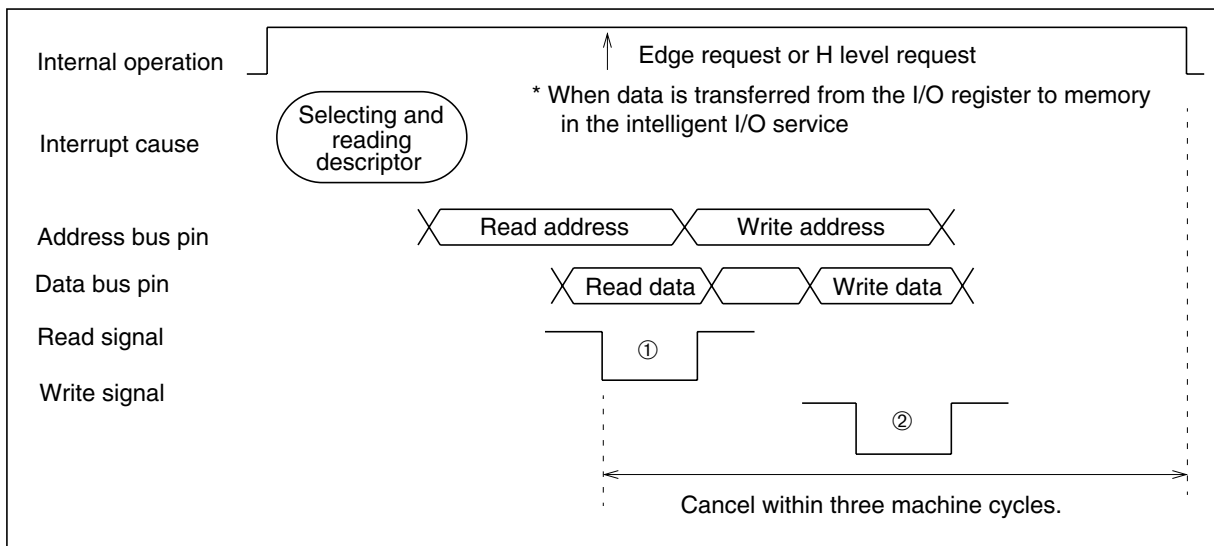 Internal operation
Edge request or H level request
* When data is transferred from the I/O register to memory
in the intelligent I/O service
Interrupt cause
Selecting and
reading
descriptor
Address bus pin
Read address
Write address
Data bus pin
Read data
Write data
Read signal
①
Write signal
②
Cancel within three machine cycles.